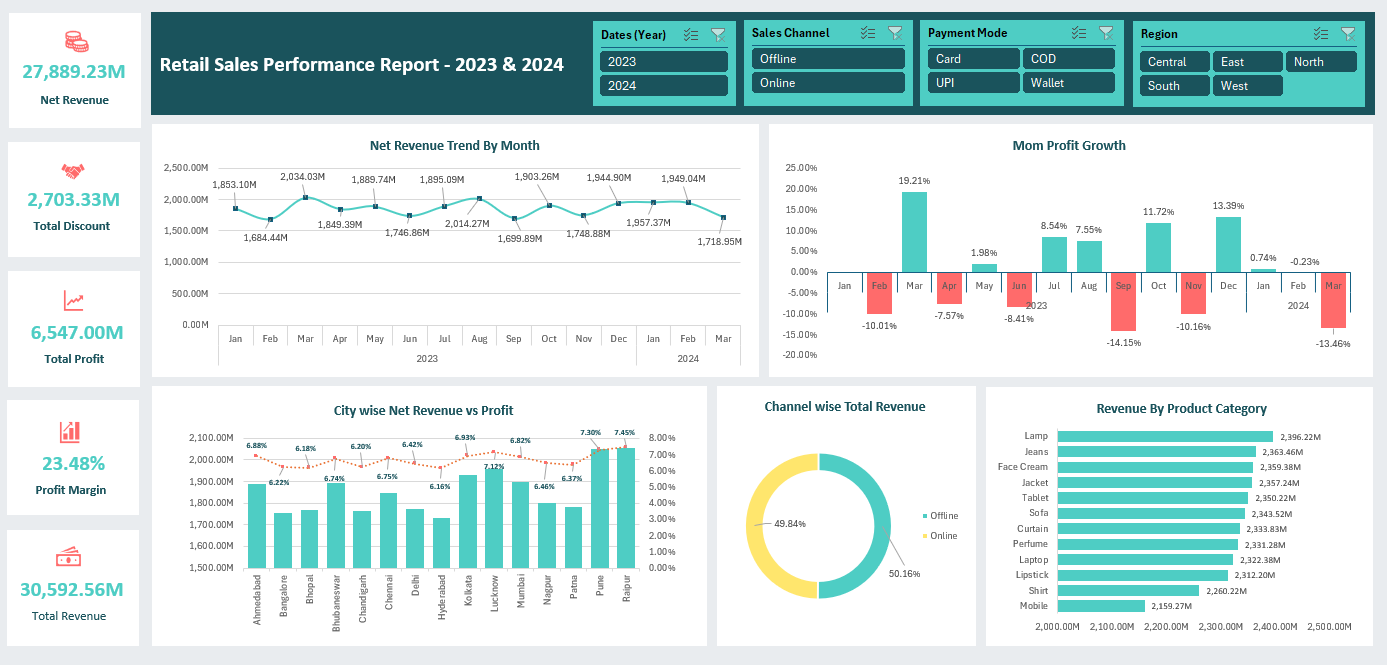 27,889.23M
Net Revenue
2,703.33M
Total Discount
6,547.00M
Total Profit
23.48%
Profit Margin
30,592.56M
Total Revenue
Retail Sales Performance Report - 2023 & 2024
Dates (Year)
2023
2024
Sales Channel
Offline
Online
Payment Mode
Card COD
UPI Wallet
Region
Central East North
South West
Net Revenue Trend By Month
2,500.00M
2,000.00M
1,500.00M
1,000.00M
500.00M
0.00M
1,853.10M
1,684.44M
2,034.03M
1,849.39M
1,889.74M
1,746.86M
1,895.09M
2,014.27M
1,699.89M
1,903.26M
1,748.88M
1,944.90M
1,957.37M
1,949.04M
1,718.95M
Jan Feb Mar Apr May Jun Jul Aug Sep Oct Nov Dec Jan Feb Mar
2023 2024
Mom Profit Growth
25.00%
20.00%
15.00%
10.00%
5.00%
0.00%
-5.00%
-10.00%
-15.00%
-20.00%
-10.01%
19.21%
-7.57%
1.98%
-8.41%
8.54%
7.55%
-14.15%
11.72%
-10.16%
13.39%
0.74%
-0.23%
-13.46%
Jan Feb Mar Apr May Jun Jul Aug Sep Oct Nov Dec Jan Feb Mar
2023 2024
City wise Net Revenue vs Profit
2,100.00M
2,000.00M
1,900.00M
1,800.00M
1,700.00M
1,600.00M
1,500.00M
6.88%
6.22%
6.18%
6.74%
6.20%
6.75%
6.42%
6.16%
6.93%
7.12%
6.82%
6.46%
6.37%
7.30%
7.45%
8.00%
7.00%
6.00%
5.00%
4.00%
3.00%
2.00%
1.00%
0.00%
Ahmedabad
Bangalore
Bhopal
Bhubaneswar
Chandigarh
Chennai
Delhi
Hyderabad
Kolkata
Lucknow
Mumbai
Nagpur
Patna
Pune
Raipur
Channel wise Total Revenue
49.84%
50.16%
Offline
Online
Revenue By Product Category
Lamp 2,396.22M
Jeans 2,363.46M
Face Cream 2,359.38M
Jacket 2,357.24M
Tablet 2,350.22M
Sofa 2,343.52M
Curtain 2,333.83M
Perfume 2,331.28M
Laptop 2,322.38M
Lipstick 2,312.20M
Shirt 2,260.22M
Mobile 2,159.27M
2,000.00M 2,100.00M 2,200.00M 2,300.00M 2,400.00M 2,500.00M